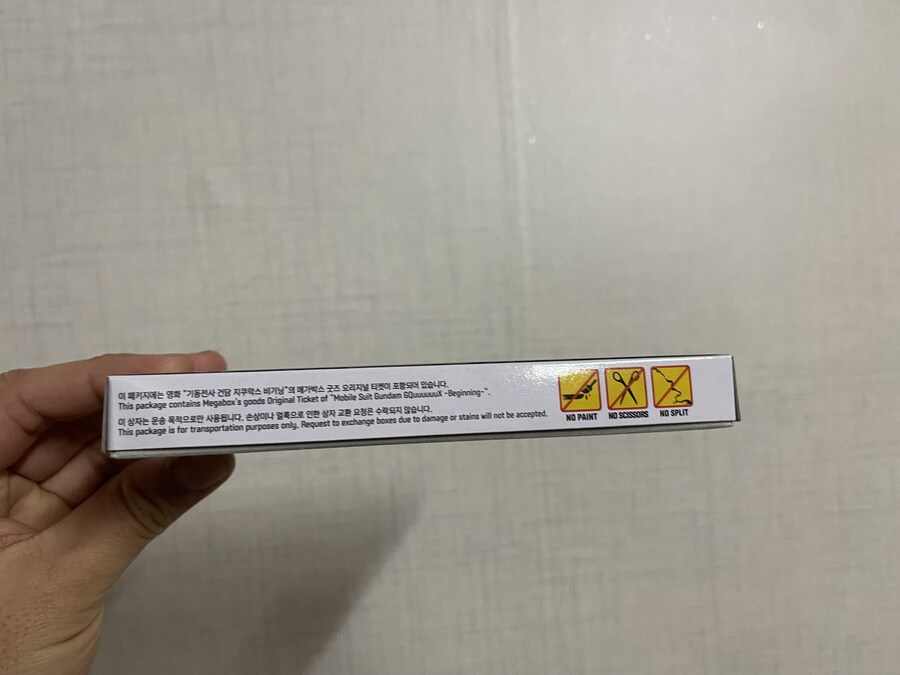 이 패키지에는 영화 "기동전사 건담 지쿠악스 비기닝"의 메가박스 굿즈 오리지널 티켓이 포함되어 있습니다.
This package contains Megabox's goods Original Ticket of "Mobile Suit Gundam GQuuuuuuX -Beginning-".
이 상자는 운송 목적으로만 사용됩니다. 손상이나 얼룩으로 인한 상자 교환 요청은 수락되지 않습니다.
This package is for transportation purposes only. Request to exchange boxes due to damage or stains will not be accepted.
NO PAINT NO SCISSORS NO SPLIT